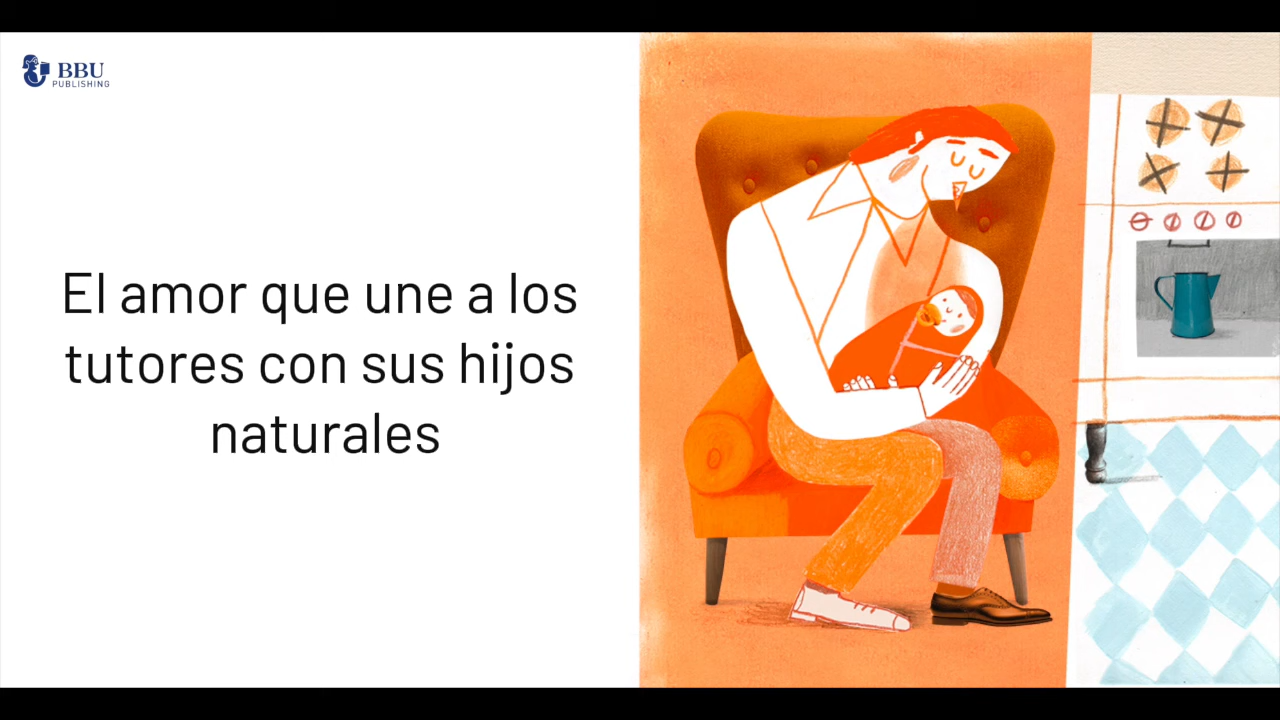 BBU
PUBLISHING
El amor que une a los
tutores con sus hijos
naturales